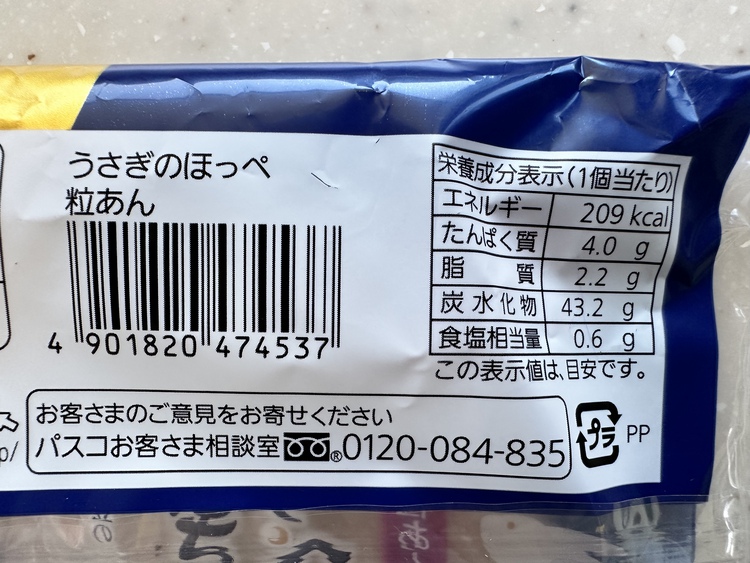 うさぎのほっぺ
粒あん
4 901820 474537
栄養成分表示(1個当たり)
エネルギー 209 kcal
たんぱく質 4.0 g
脂質 2.2 g
炭水化物 43.2 g
食塩相当量 0.6 g
この表示値は、目安です。
お客さまのご意見をお寄せください
パスコお客さま相談室 ® 0120-084-835
プラ PP
p/